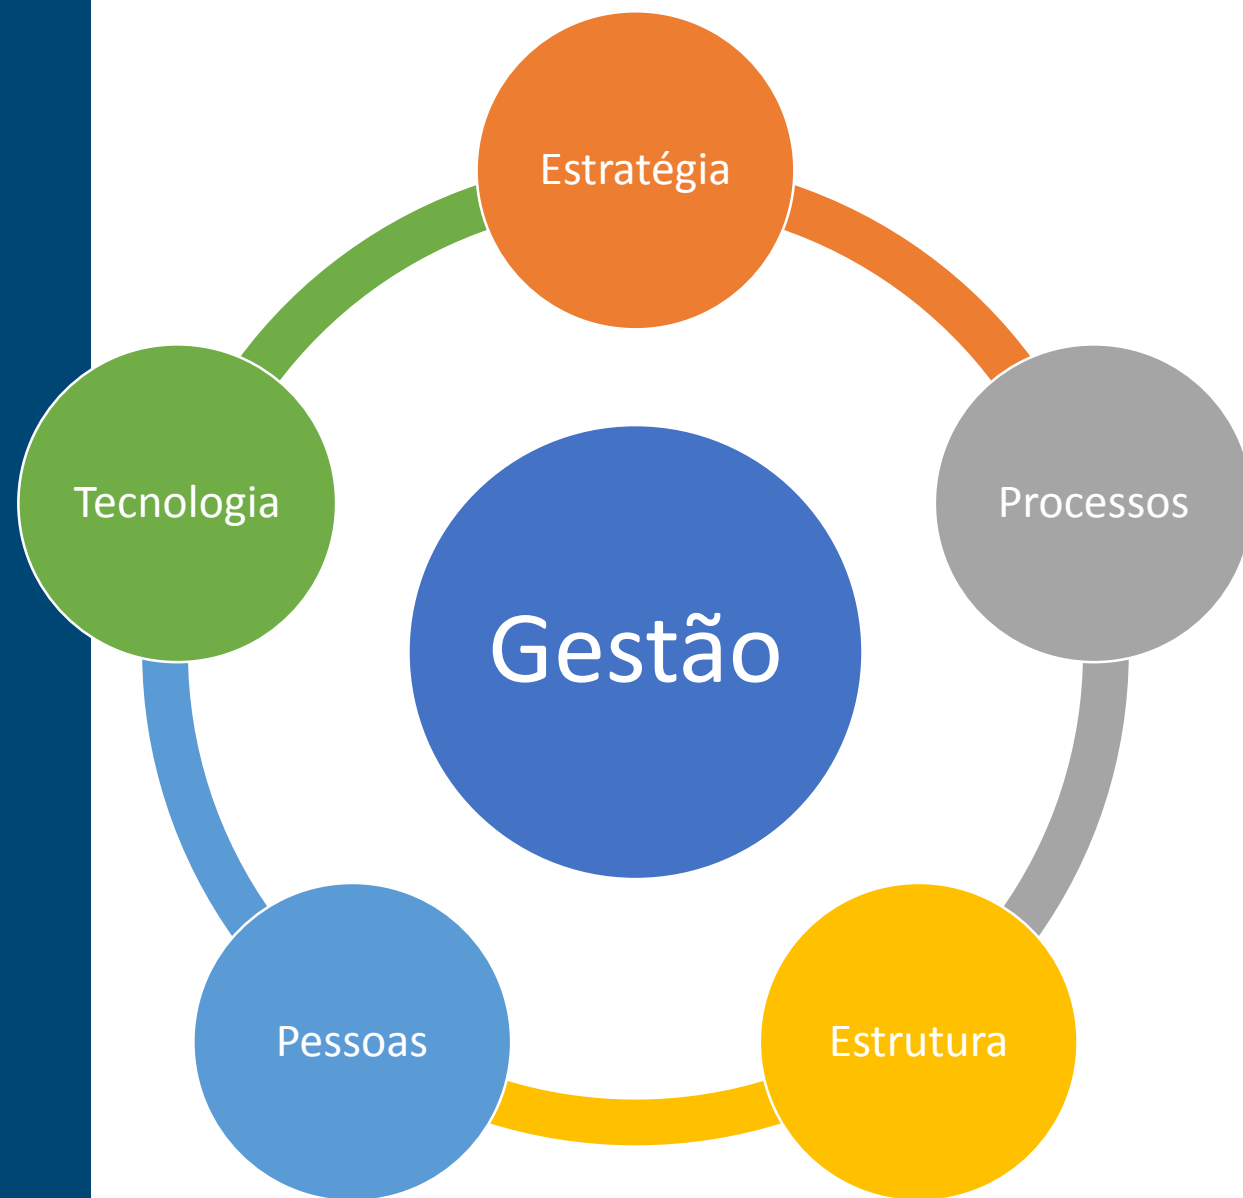 Estratégia
Tecnologia
Processos
Gestão
Pessoas
Estrutura